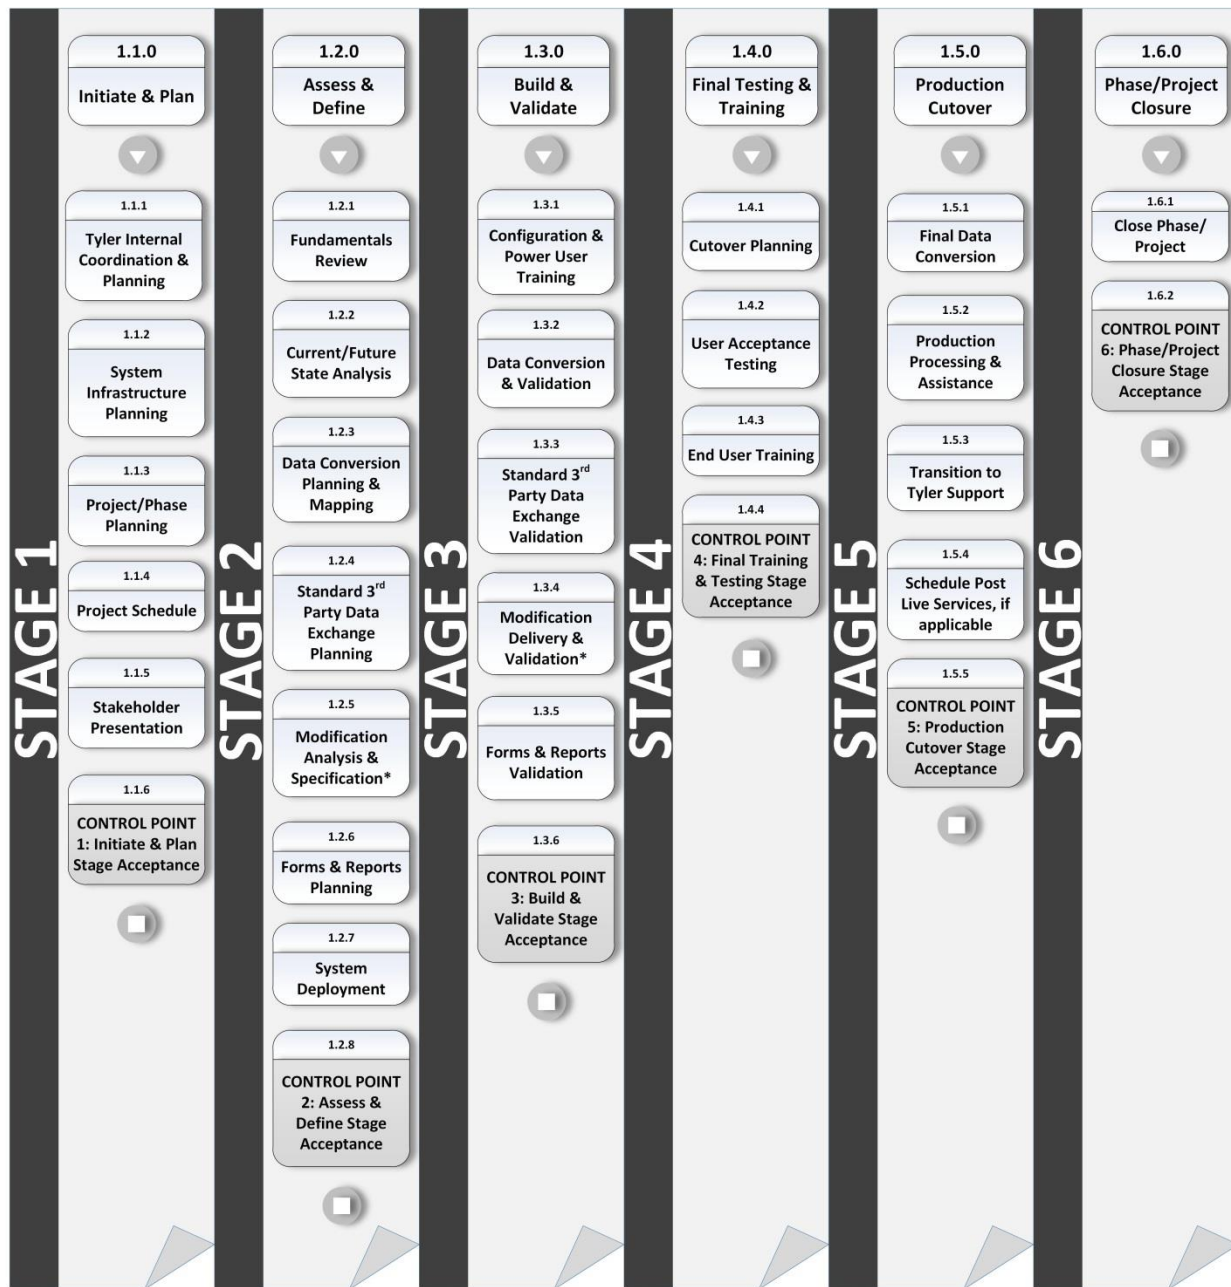 STAGE 1
1.1.0
Initiate & Plan
1.1.1
Tyler Internal
Coordination &
Planning
1.1.2
System
Infrastructure
Planning
1.1.3
Project/Phase
Planning
1.1.4
Project Schedule
1.1.5
Stakeholder
Presentation
1.1.6
CONTROL POINT
1: Initiate & Plan
Stage Acceptance
STAGE 2
1.2.0
Assess &
Define
1.2.1
Fundamentals
Review
1.2.2
Current/Future
State Analysis
1.2.3
Data Conversion
Planning &
Mapping
1.2.4
Standard 3rd
Party Data
Exchange
Planning
1.2.5
Modification
Analysis &
Specification*
1.2.6
Forms & Reports
Planning
1.2.7
System
Deployment
1.2.8
CONTROL POINT
2: Assess &
Define Stage
Acceptance
STAGE 3
1.3.0
Build &
Validate
1.3.1
Configuration &
Power User
Training
1.3.2
Data Conversion
& Validation
1.3.3
Standard 3rd
Party Data
Exchange
Validation
1.3.4
Modification
Delivery &
Validation*
1.3.5
Forms & Reports
Validation
1.3.6
CONTROL POINT
3: Build &
Validate Stage
Acceptance
STAGE 4
1.4.0
Final Testing &
Training
1.4.1
Cutover Planning
1.4.2
User Acceptance
Testing
1.4.3
End User Training
1.4.4
CONTROL POINT
4: Final Training
& Testing Stage
Acceptance
STAGE 5
1.5.0
Production
Cutover
1.5.1
Final Data
Conversion
1.5.2
Production
Processing &
Assistance
1.5.3
Transition to
Tyler Support
1.5.4
Schedule Post
Live Services, if
applicable
1.5.5
CONTROL POINT
5: Production
Cutover Stage
Acceptance
STAGE 6
1.6.0
Phase/Project
Closure
1.6.1
Close Phase/
Project
1.6.2
CONTROL POINT
6: Phase/Project
Closure Stage
Acceptance